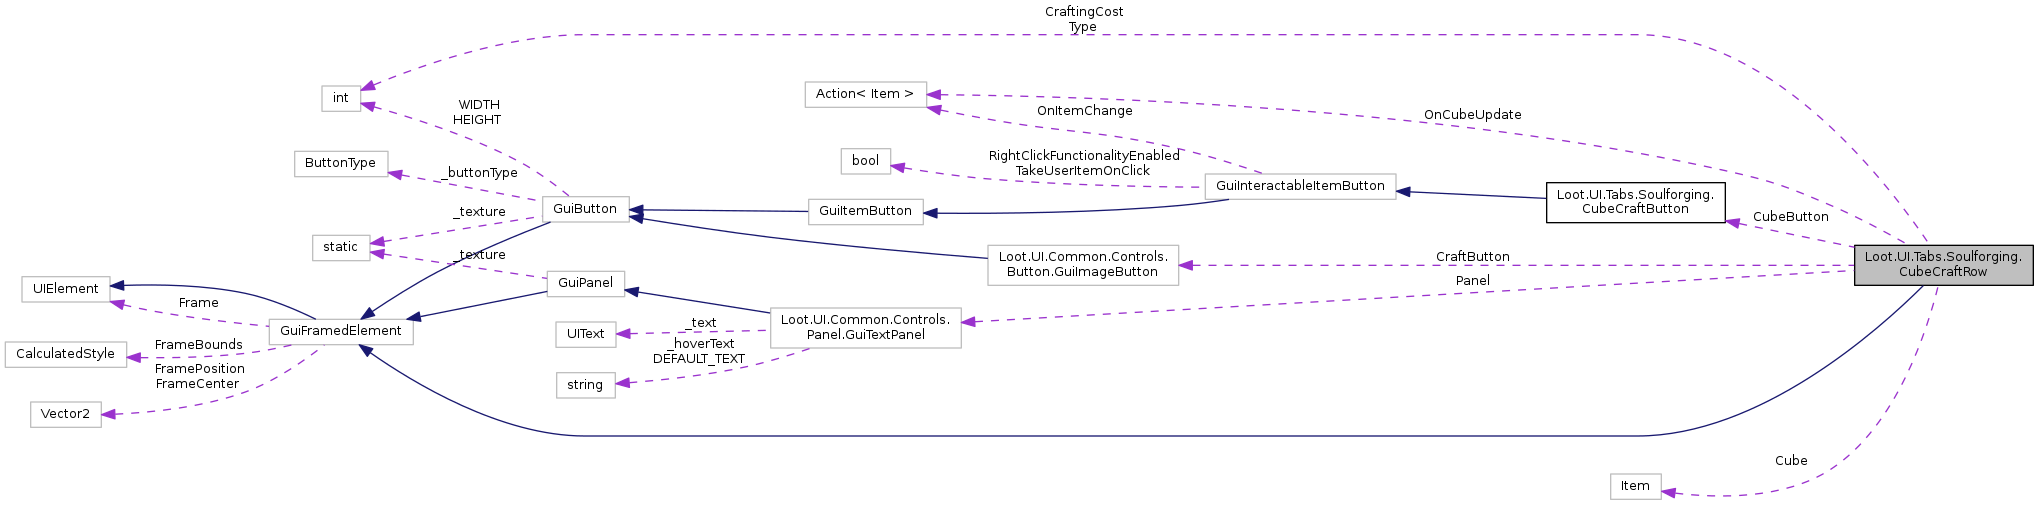 CraftingCost
Type
int
Action< Item >
WIDTH
HEIGHT
OnItemChange
OnCubeUpdate
ButtonType
bool
RightClickFunctionalityEnabled
TakeUserItemOnClick
_buttonType
GuiInteractableItemButton
Loot.UI.Tabs.Soulforging.
CubeCraftButton
GuiButton
GuiItemButton
_texture
CubeButton
static
_texture
Loot.UI.Common.Controls.
Button.GuiImageButton
CraftButton
Loot.UI.Tabs.Soulforging.
CubeCraftRow
UIElement
GuiPanel
Panel
Frame
GuiFramedElement
Loot.UI.Common.Controls.
Panel.GuiTextPanel
UIText
_text
CalculatedStyle
FrameBounds
_hoverText
DEFAULT_TEXT
FramePosition
FrameCenter
string
Vector2
Cube
Item